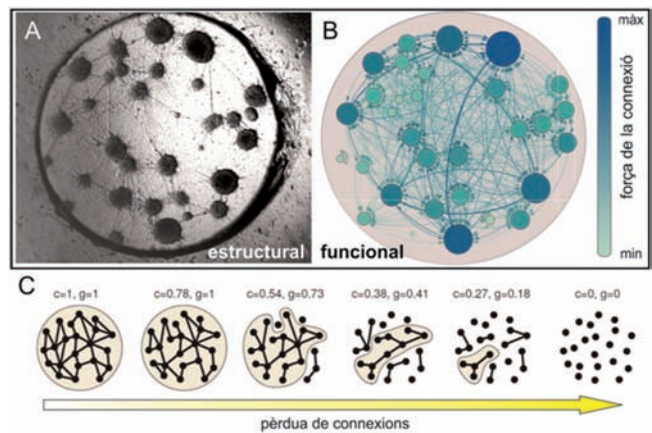 A
estructural
B
funcional
màx
força de la connexió
min
C
c=1, g=1
c=0.78, g=1
c=0.54, g=0.73
c=0.38, g=0.41
c=0.27, g=0.18
c=0, g=0
pèrdua de connexions